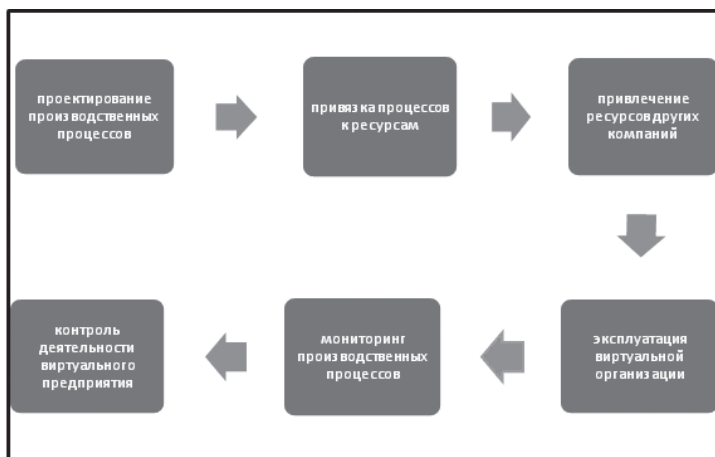 проектирование
производственных
процессов
привязка процессов
к ресурсам
привлечение
ресурсов других
компаний
эксплуатация
виртуальной
организации
мониторинг
производственных
процессов
контроль
деятельности
виртуального
предприятия